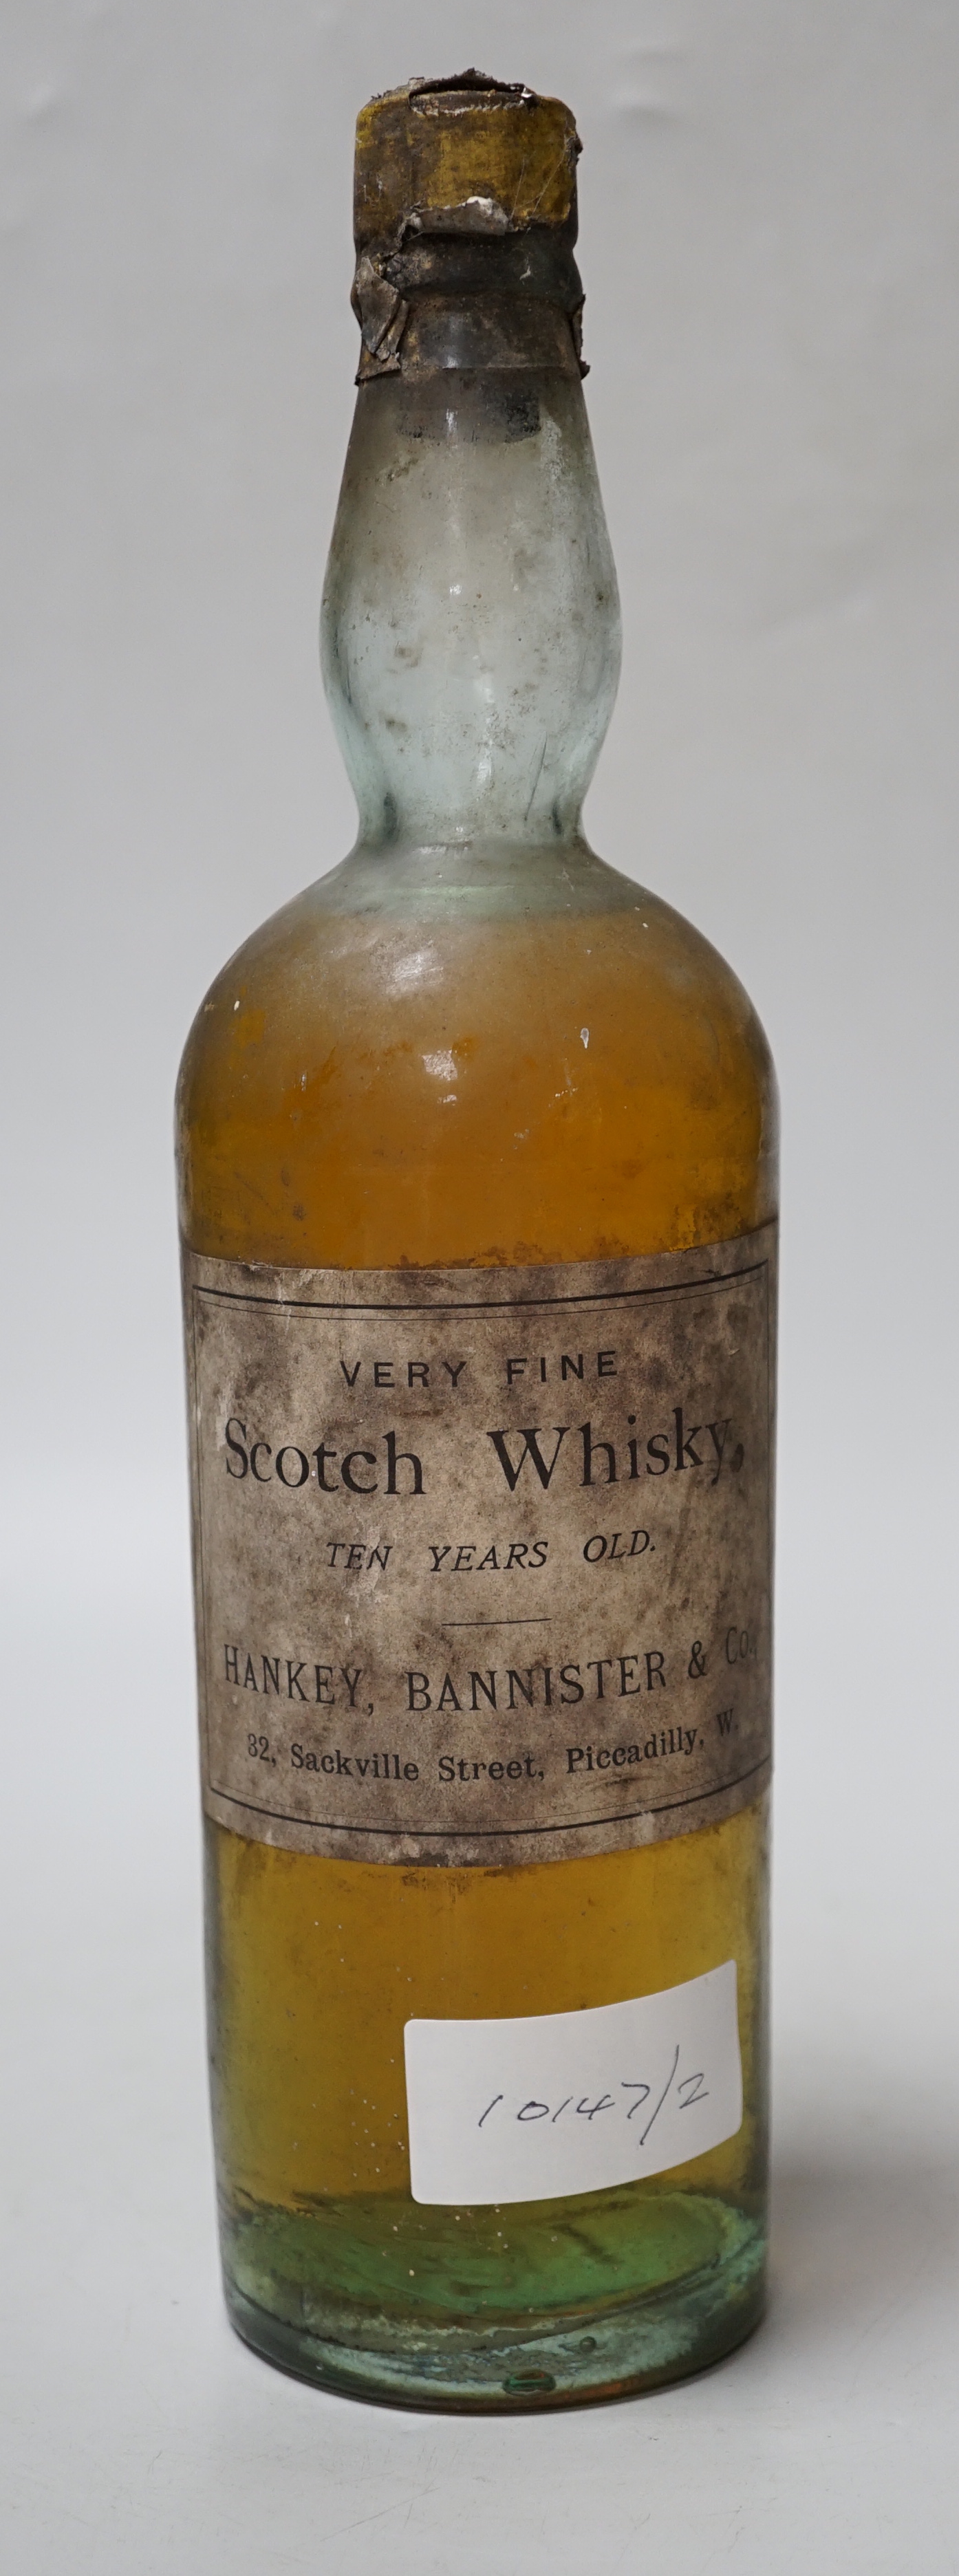 VERY FINE
Scotch Whisky,
TEN YEARS OLD.
HANKEY, BANNISTER & Co.,
32, Sackville Street, Piccadilly, W.
10147/2